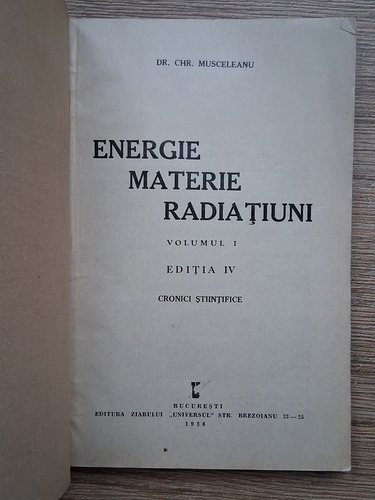 DR. CHR. MUSCELEANU
ENERGIE
MATERIE
RADIAŢIUNI
VOLUMUL I
EDIŢIA IV
CRONICI ŞTIINŢIFICE
BUCUREŞTI
EDITURA ZIARULUI „UNIVERSUL" STR. BREZOIANU 23—25
1938